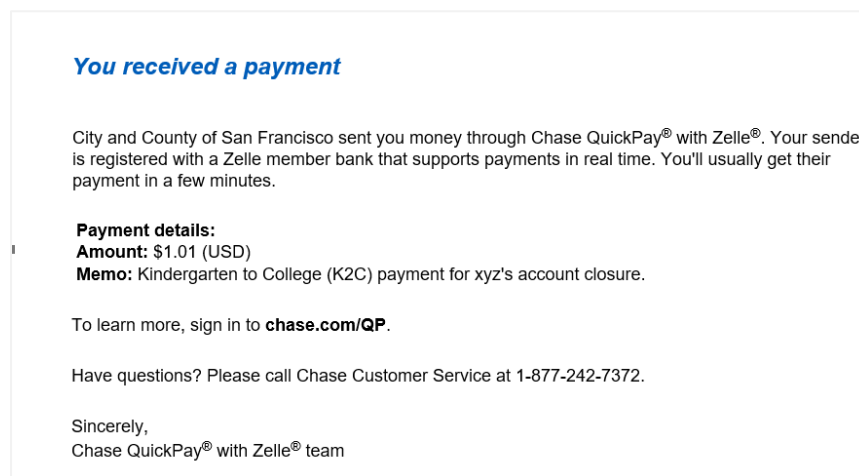 You received a payment
City and County of San Francisco sent you money through Chase QuickPay® with Zelle®. Your sende
is registered with a Zelle member bank that supports payments in real time. You'll usually get their
payment in a few minutes.
Payment details:
Amount: $1.01 (USD)
Memo: Kindergarten to College (K2C) payment for xyz's account closure.
To learn more, sign in to chase.com/QP.
Have questions? Please call Chase Customer Service at 1-877-242-7372.
Sincerely,
Chase QuickPay® with Zelle® team